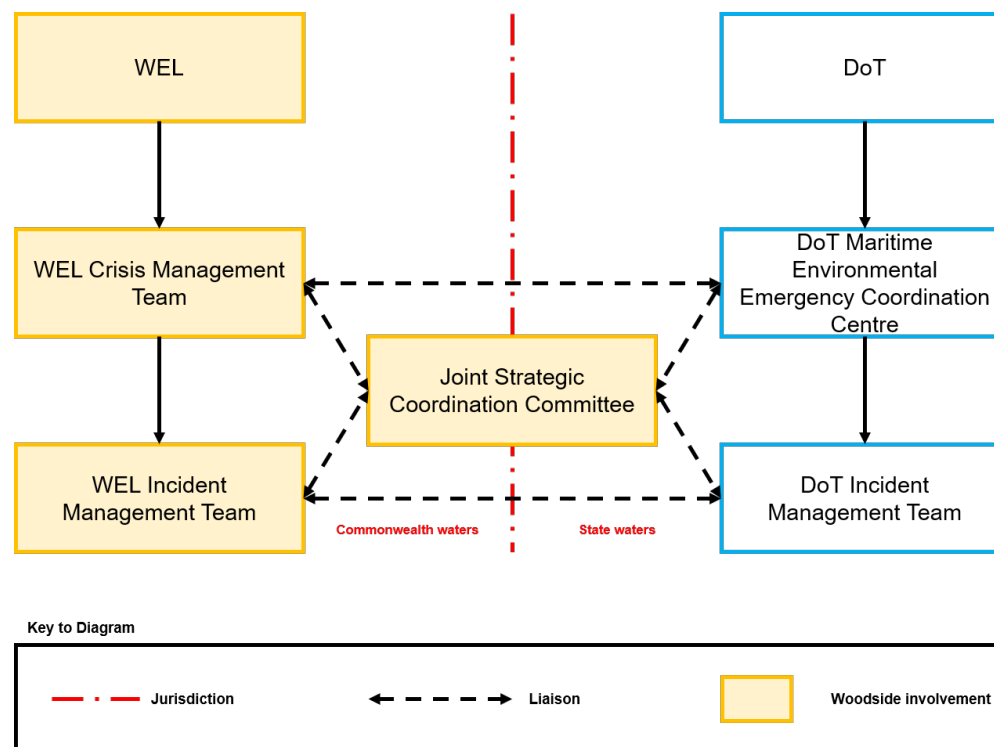 WEL
DoT
WEL Crisis Management
Team
DoT Maritime
Environmental
Emergency Coordination
Centre
Joint Strategic
Coordination Committee
WEL Incident
Management Team
DoT Incident
Management Team
Commonwealth waters
State waters
Key to Diagram
Jurisdiction
Liaison
Woodside involvement